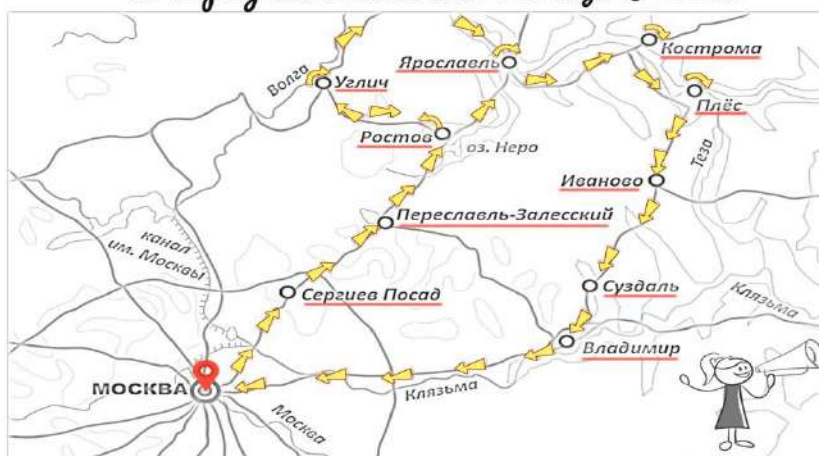 Кострома
Ярославль
Волга
Углич
Плёс
Ростов
оз. Неро
Теза
Иваново
Переславль-Залесский
канал
им. Москвы
Суздаль
Сергиев Посад
Клязьма
Владимир
МОСКВА
Клязьма
Москва